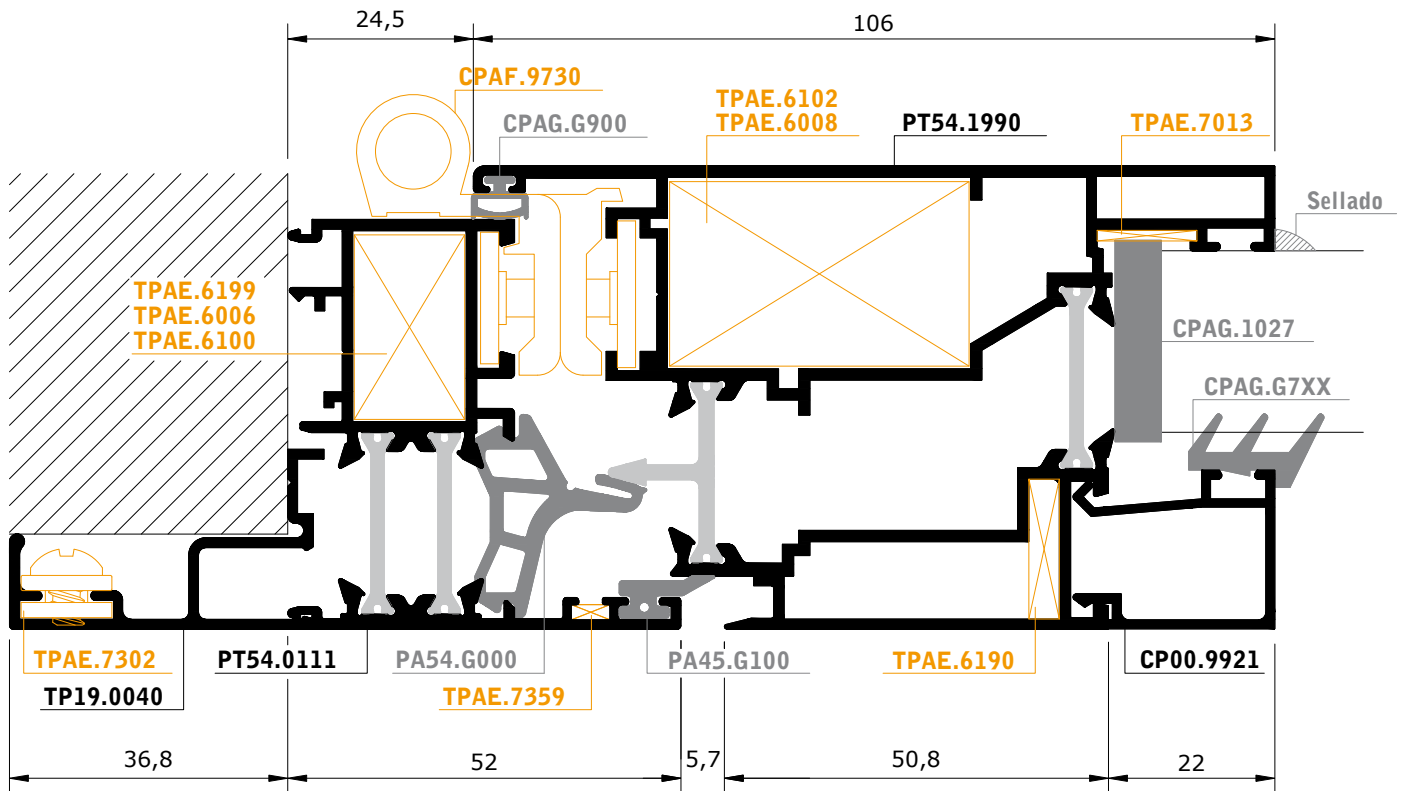 24,5
106
CPAF.9730
CPAG.G900
TPAE.6102
TPAE.6008
PT54.1990
TPAE.7013
Sellado
TPAE.6199
TPAE.6006
TPAE.6100
CPAG.1027
CPAG.G7XX
TPAE.7302
PT54.0111
PA54.G000
PA45.G100
TPAE.6190
CP00.9921
TP19.0040
TPAE.7359
36,8
52
5,7
50,8
22